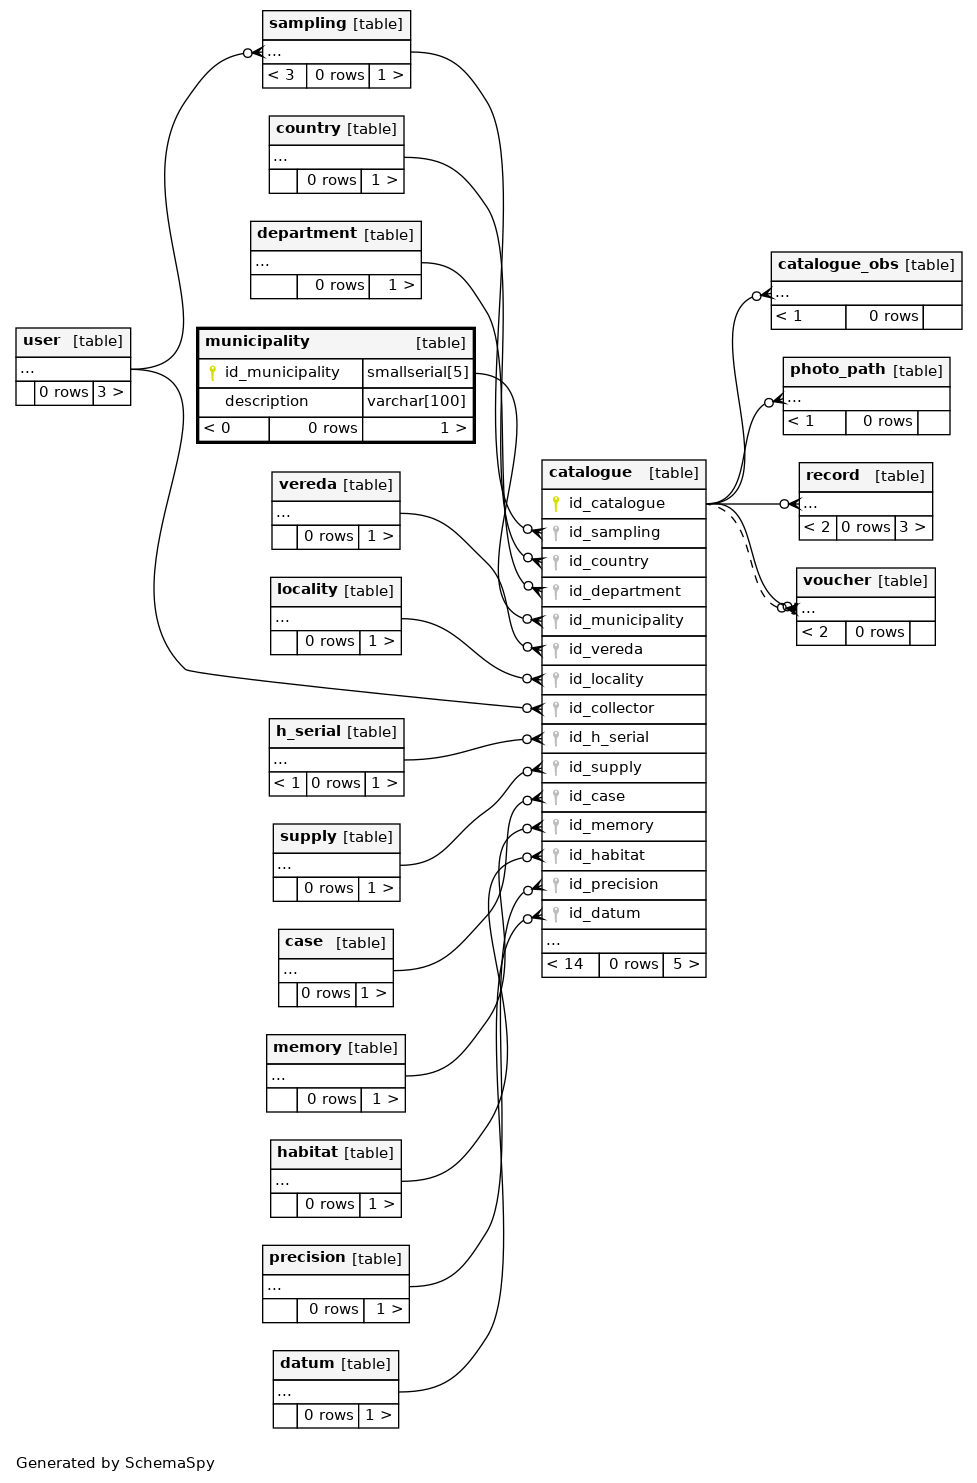 sampling [table]
...
< 3 0 rows 1 >
country [table]
...
0 rows 1 >
department [table]
...
0 rows 1 >
user [table]
...
0 rows 3 >
municipality [table]
id_municipality smallserial[5]
description varchar[100]
< 0 0 rows 1 >
vereda [table]
...
0 rows 1 >
locality [table]
...
0 rows 1 >
h_serial [table]
...
< 1 0 rows 1 >
supply [table]
...
0 rows 1 >
case [table]
...
0 rows 1 >
memory [table]
...
0 rows 1 >
habitat [table]
...
0 rows 1 >
precision [table]
...
0 rows 1 >
datum [table]
...
0 rows 1 >
catalogue [table]
id_catalogue
id_sampling
id_country
id_department
id_municipality
id_vereda
id_locality
id_collector
id_h_serial
id_supply
id_case
id_memory
id_habitat
id_precision
id_datum
...
< 14 0 rows 5 >
catalogue_obs [table]
...
< 1 0 rows
photo_path [table]
...
< 1 0 rows
record [table]
...
< 2 0 rows 3 >
voucher [table]
...
< 2 0 rows
Generated by SchemaSpy